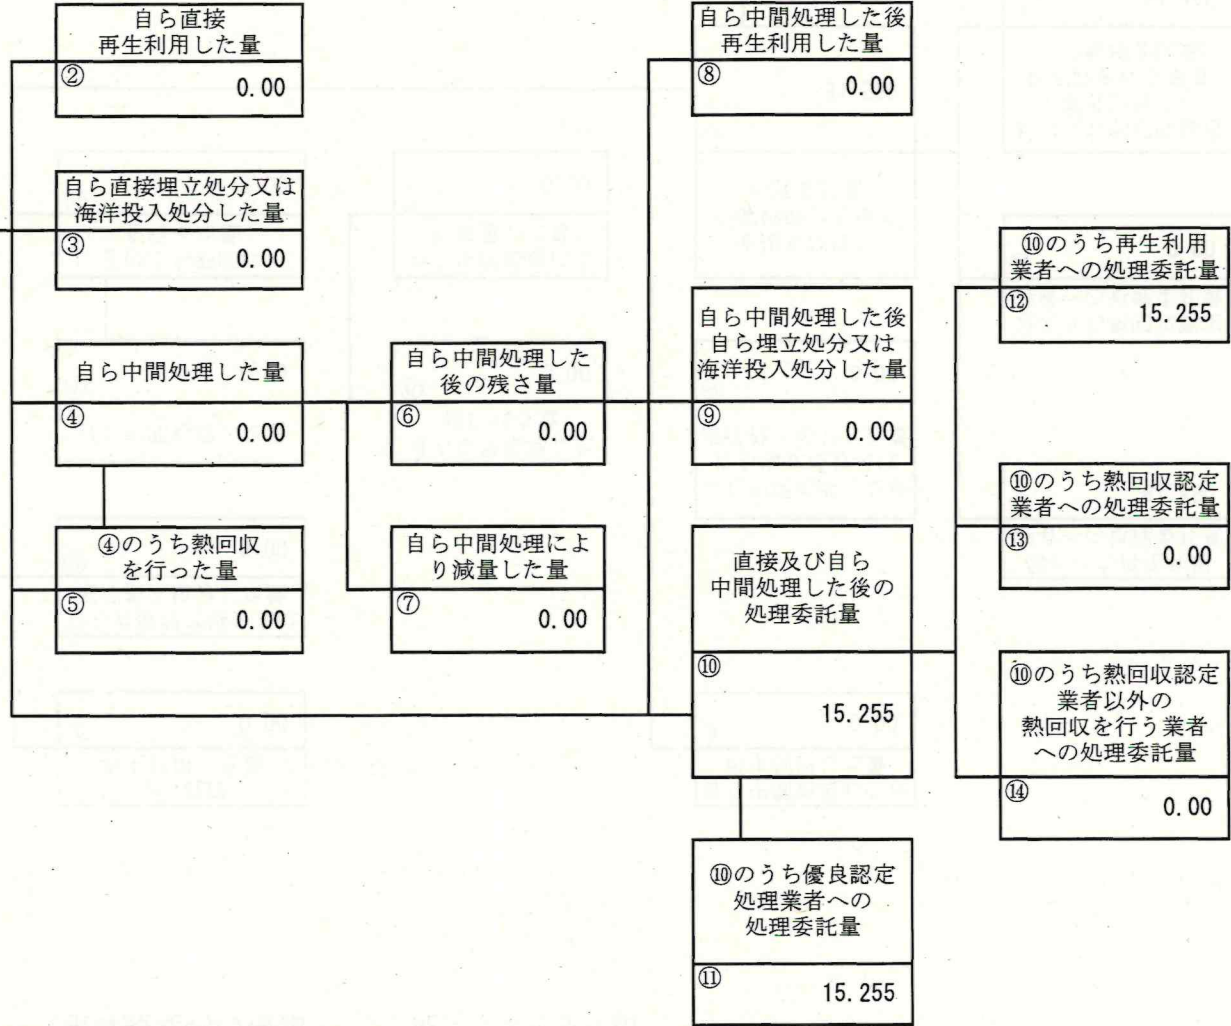 自ら直接
再生利用した量
②
0.00
自ら直接埋立処分又は
海洋投入処分した量
③
0.00
自ら中間処理した量
④
0.00
④のうち熱回収
を行った量
⑤
0.00
自ら中間処理した
後の残さ量
⑥
0.00
自ら中間処理によ
り減量した量
⑦
0.00
自ら中間処理した後
再生利用した量
⑧
0.00
自ら中間処理した後
自ら埋立処分又は
海洋投入処分した量
⑨
0.00
直接及び自ら
中間処理した後の
処理委託量
⑩
15.255
⑩のうち優良認定
処理業者への
処理委託量
⑪
15.255
⑩のうち再生利用
業者への処理委託量
⑫
15.255
⑩のうち熱回収認定
業者への処理委託量
⑬
0.00
⑩のうち熱回収認定
業者以外の
熱回収を行う業者
への処理委託量
⑭
0.00